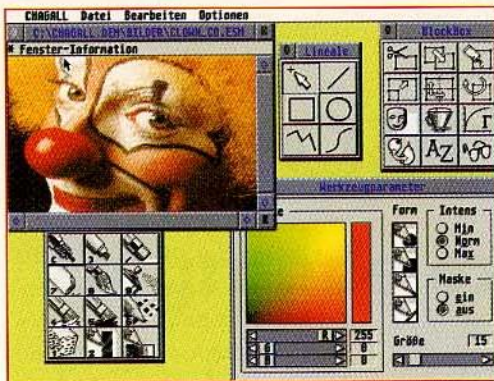 CHAGALL Datei Bearbeiten Optionen
C:\CHAGALL.DEM\BILDER\CLOWN_CO.ESM
* Fenster-Information
Lineale
BlockBox
AZ
Werkzeugparameter
Form
Intens
Min
Norm
Max
Maske
ein
aus
R 255
G 0
B 0
Größe 15